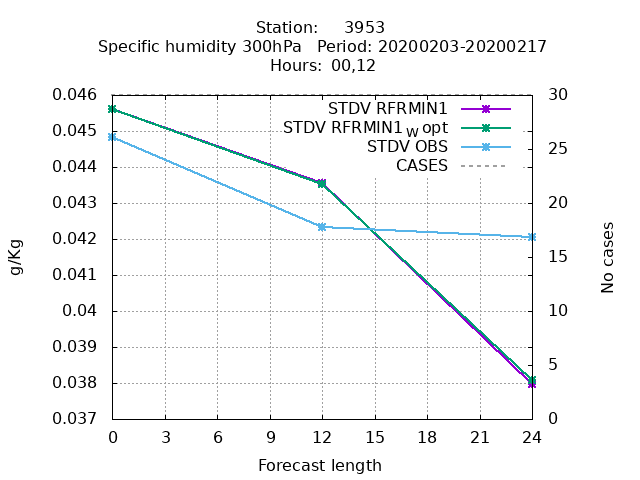 Station: 3953
Specific humidity 300hPa Period: 20200203-20200217
Hours: 00,12
STDV RFRMIN1
STDV RFRMIN1wopt
STDV OBS
CASES
g/Kg
0.046
0.045
0.044
0.043
0.042
0.041
0.04
0.039
0.038
0.037
30
25
20
15
10
5
0
No cases
0 3 6 9 12 15 18 21 24
Forecast length